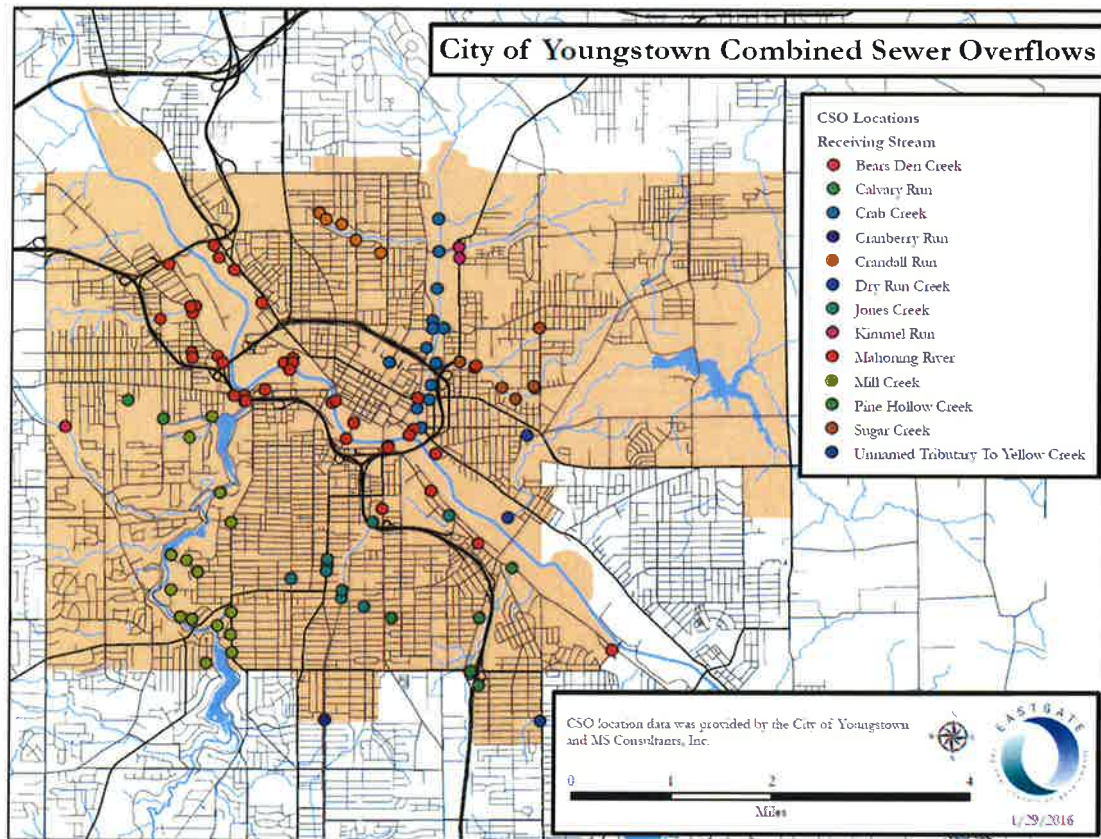 City of Youngstown Combined Sewer Overflows
CSO Locations
Receiving Stream
Bears Den Creek
Calvary Run
Crab Creek
Cranberry Run
Crandall Run
Dry Run Creek
Jones Creek
Kimmel Run
Mahoning River
Mill Creek
Pine Hollow Creek
Sugar Creek
Unnamed Tributary To Yellow Creek
CSO location data was provided by the City of Youngstown
and MS Consultants, Inc.
EASTGATE
0 1 2 4
Miles
1/29/2016